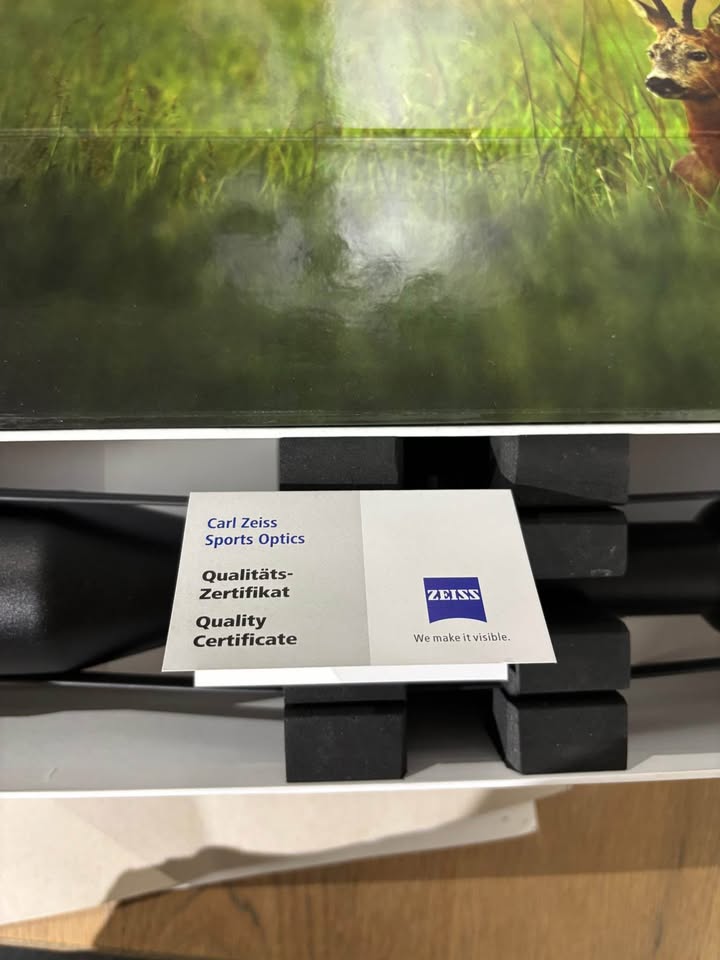 Carl Zeiss
Sports Optics
Qualitäts-
Zertifikat
Quality
Certificate
ZEISS
We make it visible.